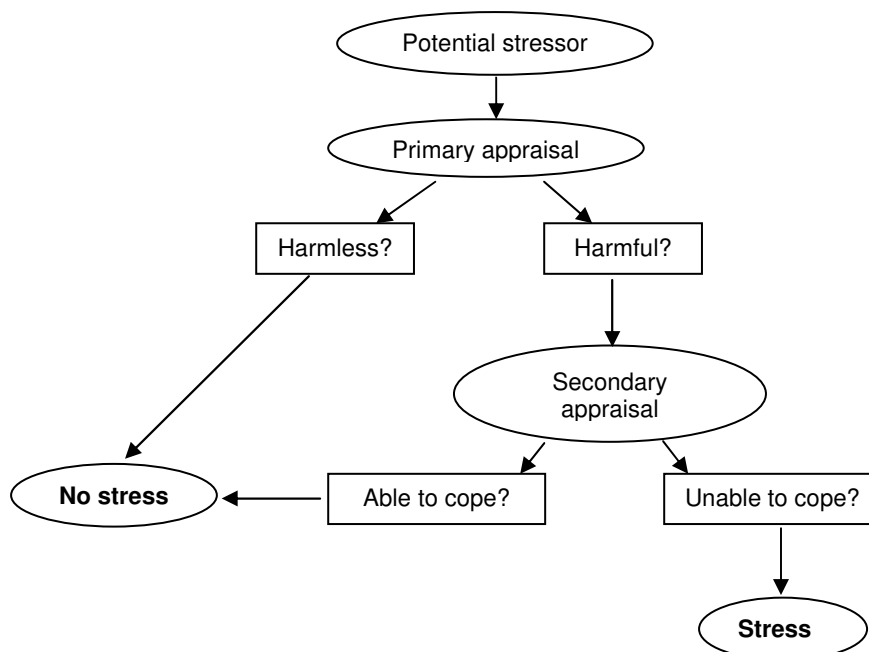 Potential stressor
Primary appraisal
Harmless?
Harmful?
Secondary
appraisal
No stress
Able to cope?
Unable to cope?
Stress